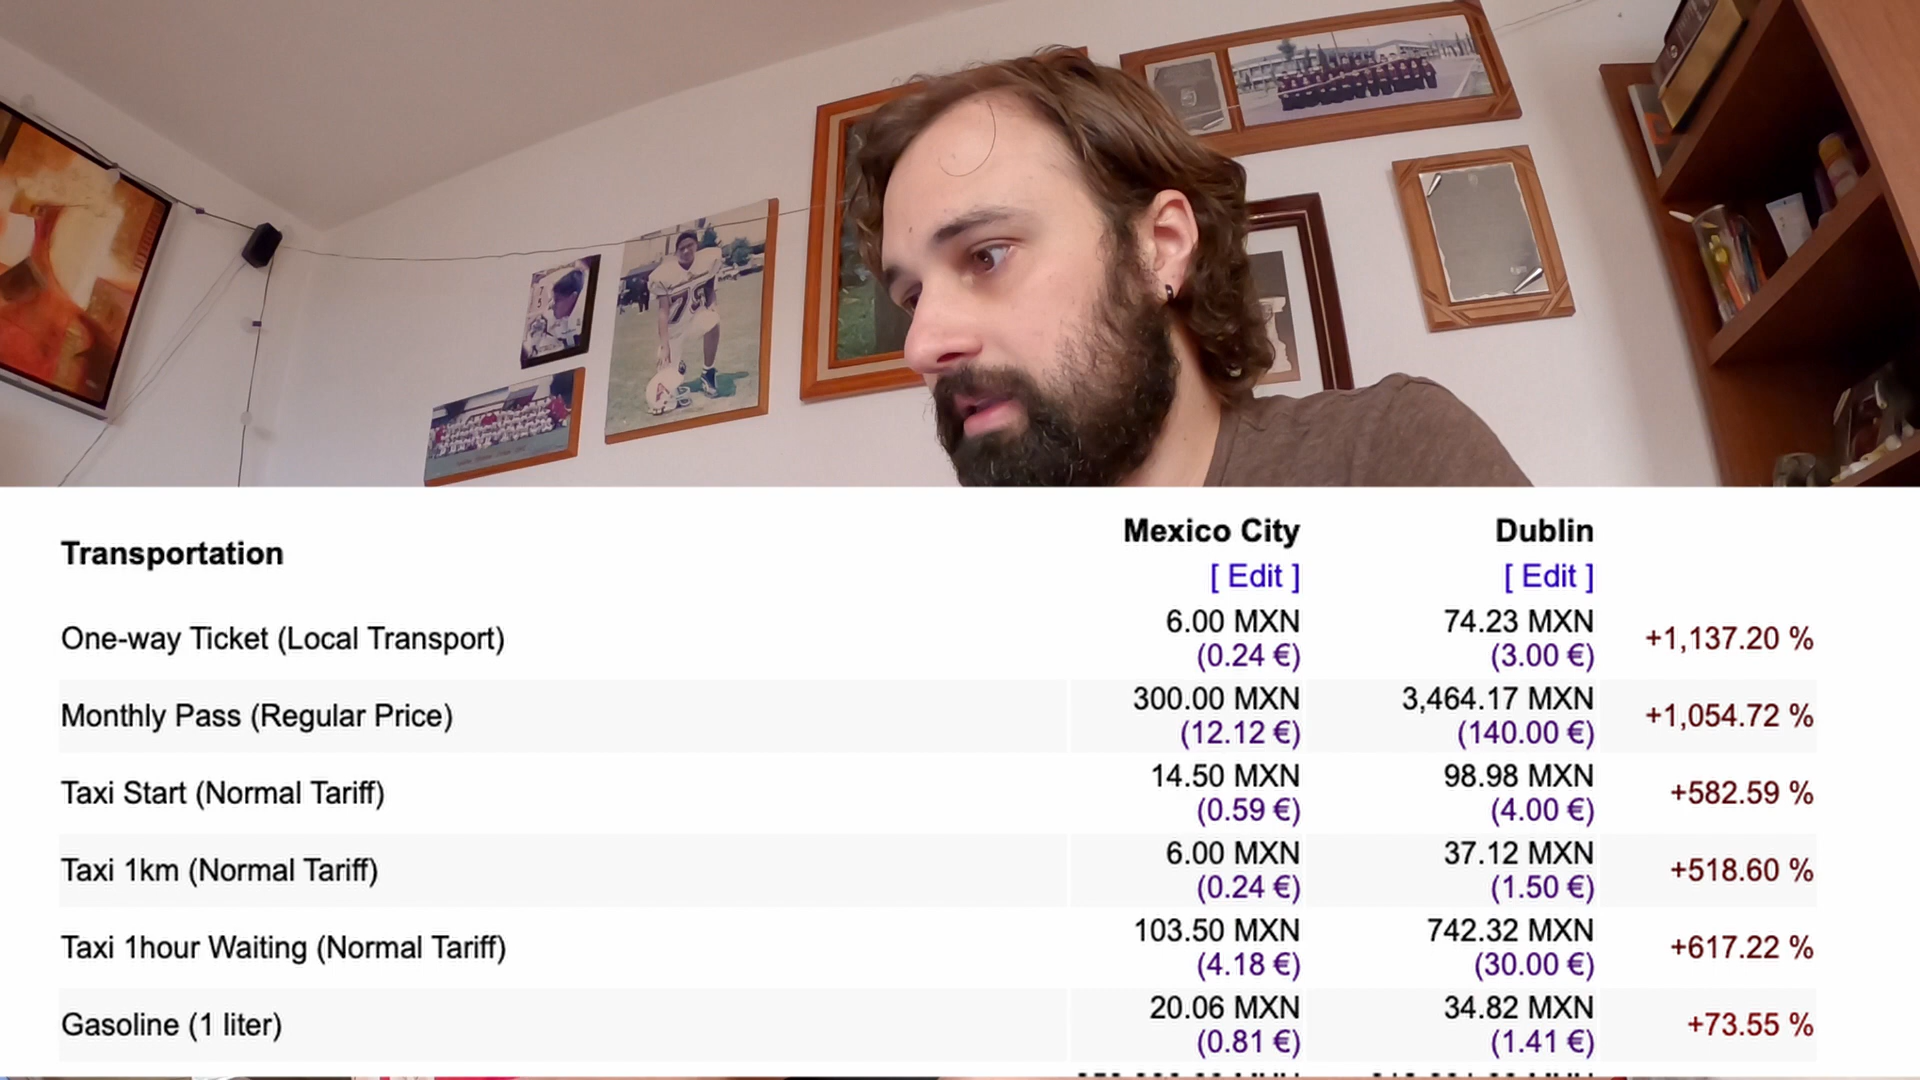 79
Mexico City Dublin
Transportation
[ Edit ] [ Edit ]
One-way Ticket (Local Transport) 6.00 MXN 74.23 MXN +1,137.20 %
(0.24 €) (3.00 €)
Monthly Pass (Regular Price) 300.00 MXN 3,464.17 MXN +1,054.72 %
(12.12 €) (140.00 €)
Taxi Start (Normal Tariff) 14.50 MXN 98.98 MXN +582.59 %
(0.59 €) (4.00 €)
Taxi 1km (Normal Tariff) 6.00 MXN 37.12 MXN +518.60 %
(0.24 €) (1.50 €)
Taxi 1hour Waiting (Normal Tariff) 103.50 MXN 742.32 MXN +617.22 %
(4.18 €) (30.00 €)
Gasoline (1 liter) 20.06 MXN 34.82 MXN +73.55 %
(0.81 €) (1.41 €)